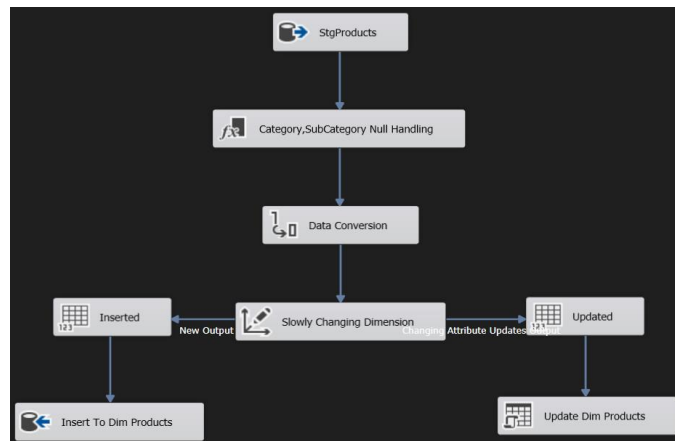 StgProducts
Category,SubCategory Null Handling
Data Conversion
Inserted
New Output
Slowly Changing Dimension
Changing Attribute Updates Output
Updated
Insert To Dim Products
Update Dim Products